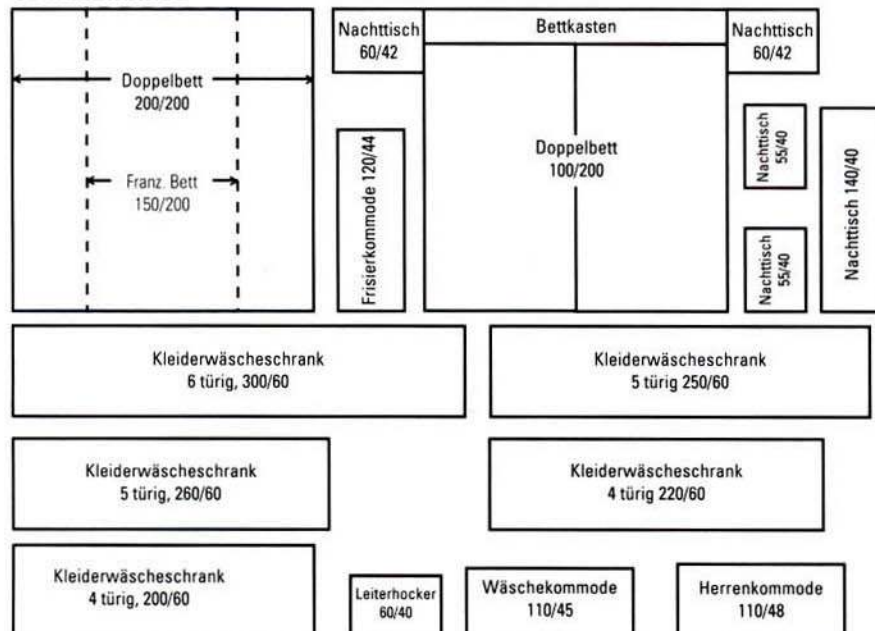 Nachttisch
60/42
Bettkasten
Nachttisch
60/42
Doppelbett
200/200
Franz. Bett
150/200
Frisierkommode 120/44
Doppelbett
100/200
Nachttisch
55/40
Nachttisch
55/40
Nachttisch 140/40
Kleiderwäscheschrank
6 türig, 300/60
Kleiderwäscheschrank
5 türig 250/60
Kleiderwäscheschrank
5 türig, 260/60
Kleiderwäscheschrank
4 türig 220/60
Kleiderwäscheschrank
4 türig, 200/60
Leiterhocker
60/40
Wäschekommode
110/45
Herrenkommode
110/48